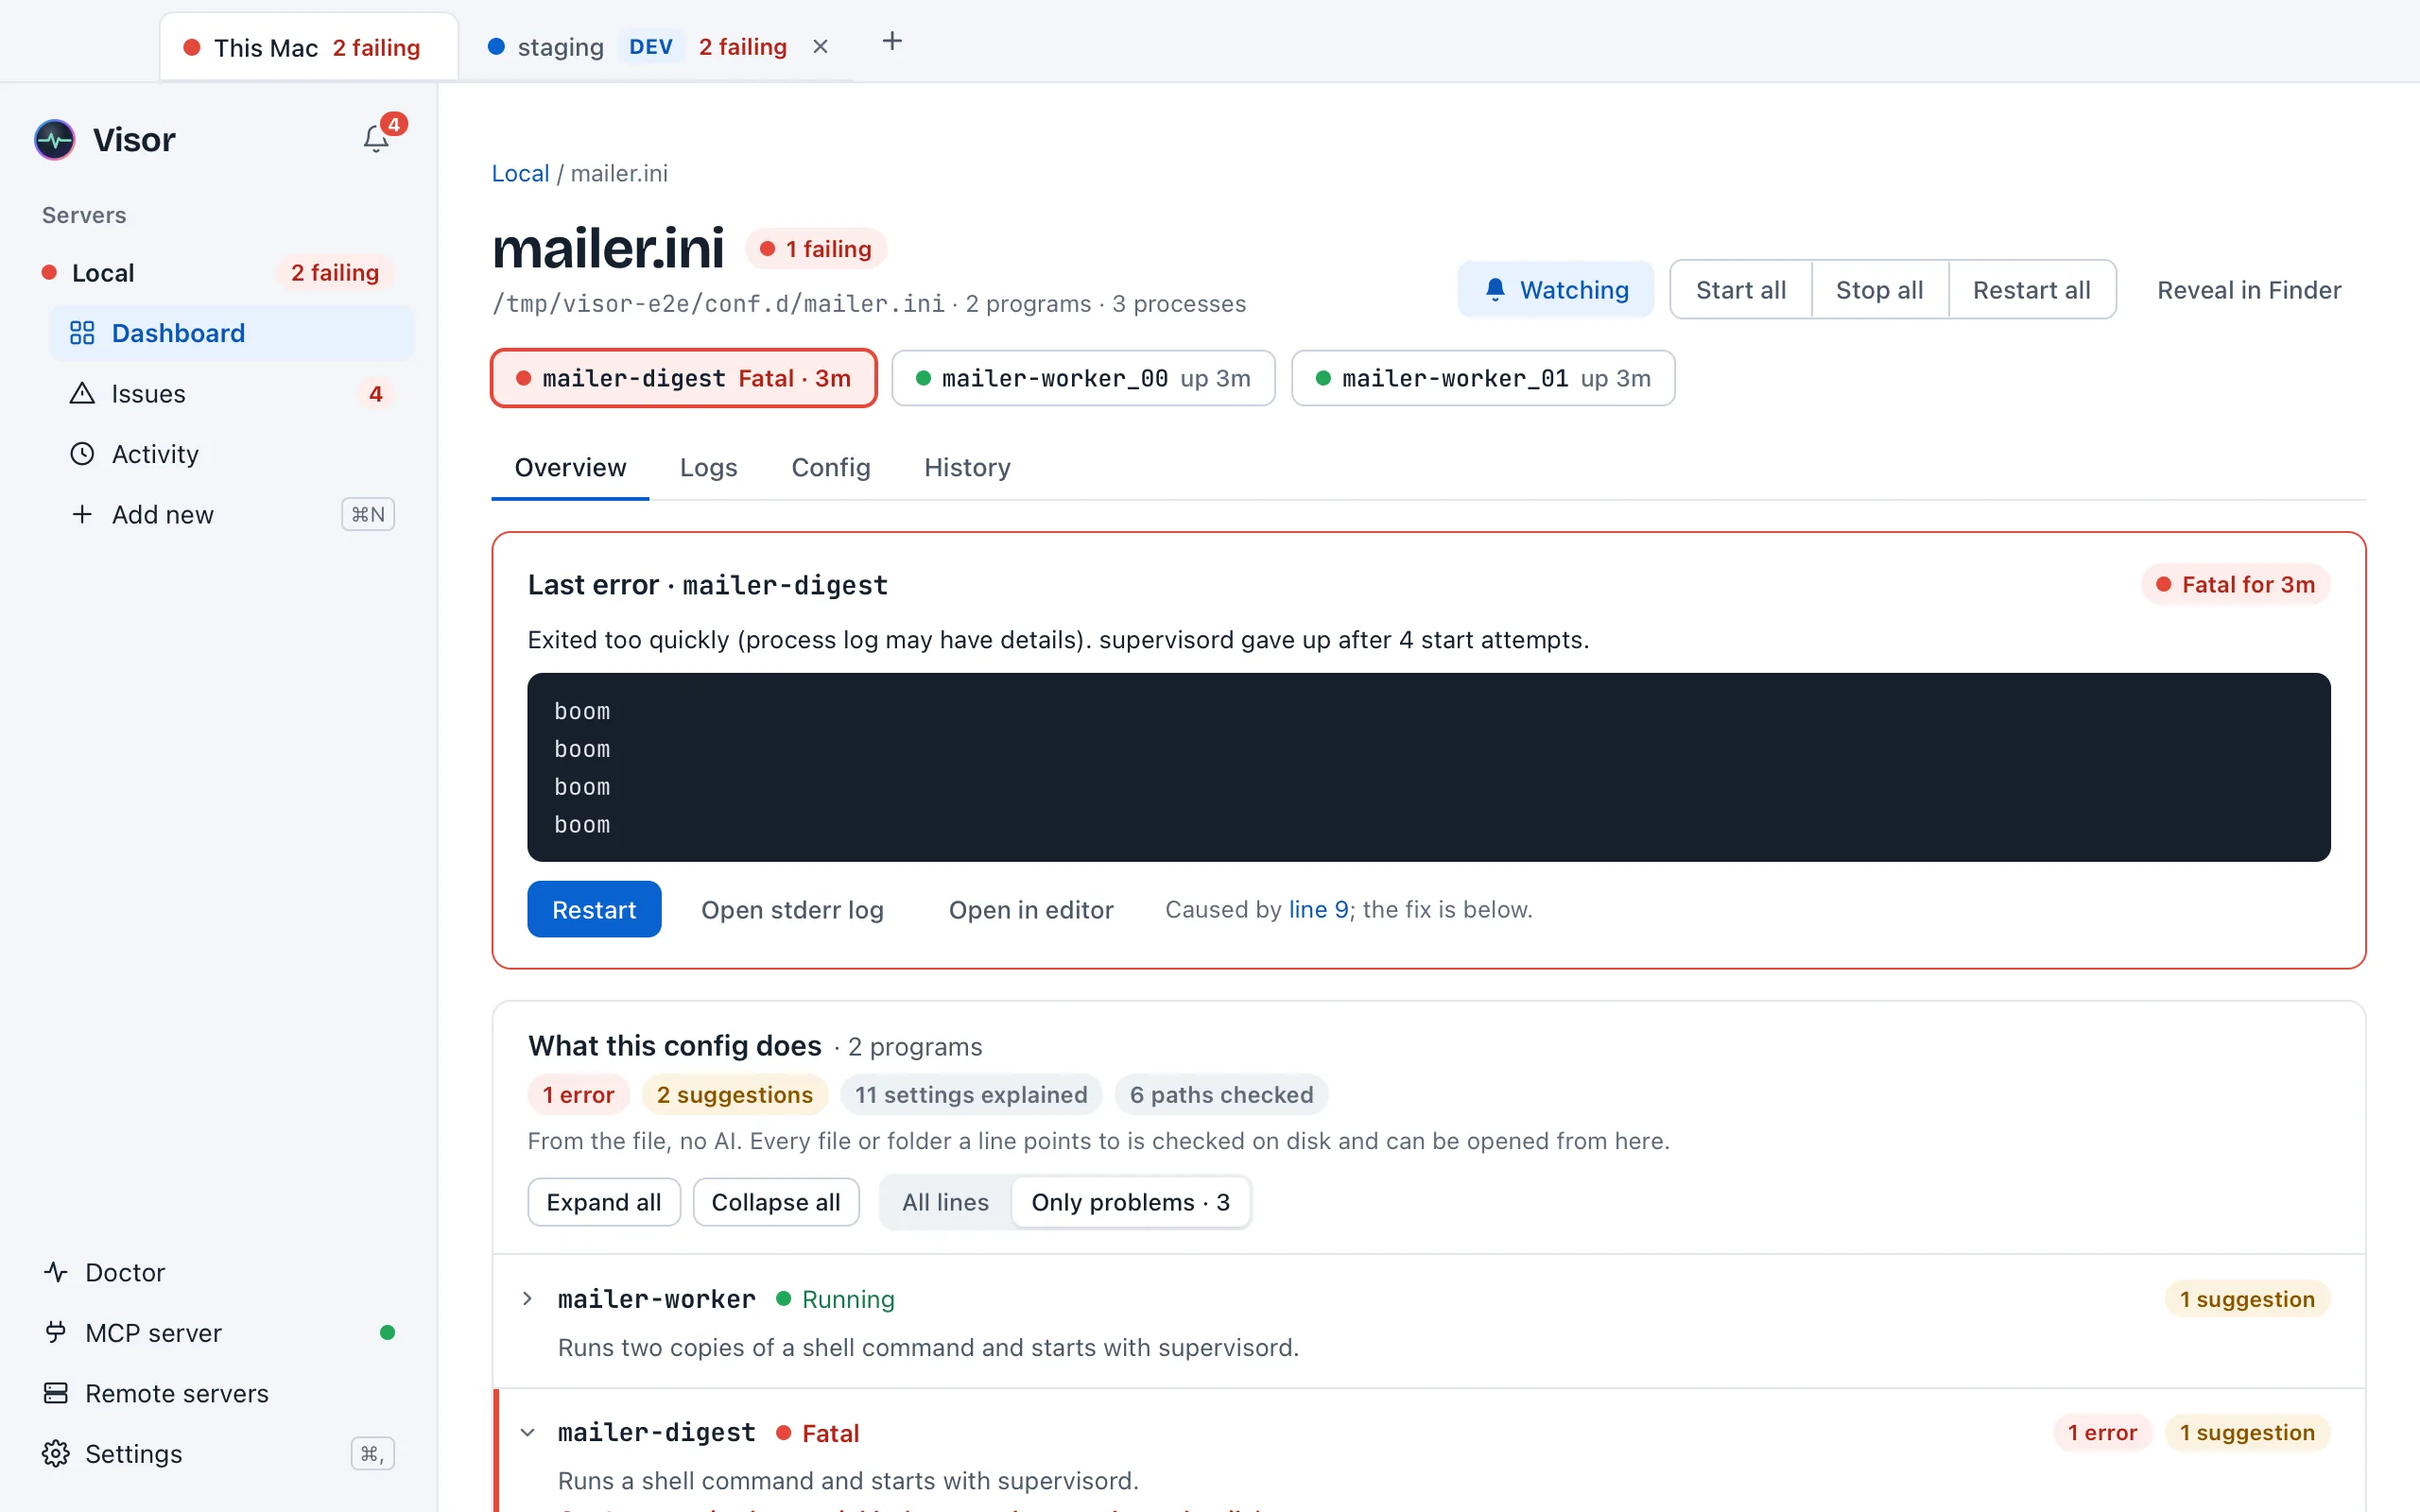 This Mac 2 failing
staging DEV 2 failing
Visor
4
Servers
Local 2 failing
Dashboard
Issues 4
Activity
Add new ⌘N
Doctor
MCP server
Remote servers
Settings ⌘,
Local / mailer.ini
mailer.ini 1 failing
/tmp/visor-e2e/conf.d/mailer.ini · 2 programs · 3 processes
Watching Start all Stop all Restart all Reveal in Finder
mailer-digest Fatal · 3m mailer-worker_00 up 3m mailer-worker_01 up 3m
Overview Logs Config History
Last error · mailer-digest Fatal for 3m
Exited too quickly (process log may have details). supervisord gave up after 4 start attempts.
boom
boom
boom
boom
Restart Open stderr log Open in editor Caused by line 9; the fix is below.
What this config does · 2 programs
1 error 2 suggestions 11 settings explained 6 paths checked
From the file, no AI. Every file or folder a line points to is checked on disk and can be opened from here.
Expand all Collapse all All lines Only problems · 3
mailer-worker Running 1 suggestion
Runs two copies of a shell command and starts with supervisord.
mailer-digest Fatal 1 error 1 suggestion
Runs a shell command and starts with supervisord.